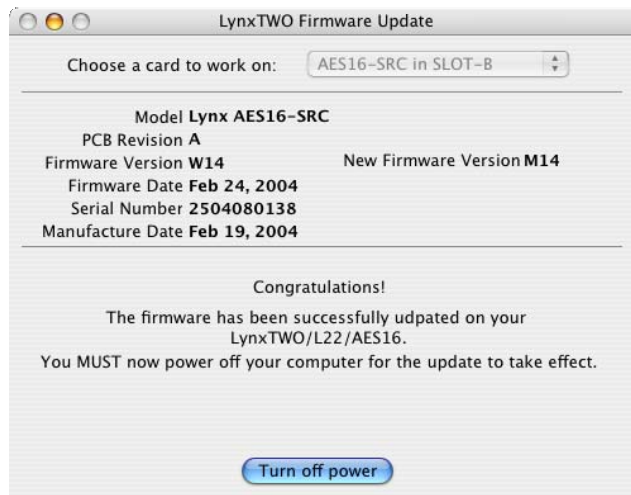 LynxTWO Firmware Update
Choose a card to work on: AES16-SRC in SLOT-B
Model Lynx AES16-SRC
PCB Revision A
Firmware Version W14 New Firmware Version M14
Firmware Date Feb 24, 2004
Serial Number 2504080138
Manufacture Date Feb 19, 2004
Congratulations!
The firmware has been successfully udpated on your
LynxTWO/L22/AES16.
You MUST now power off your computer for the update to take effect.
Turn off power